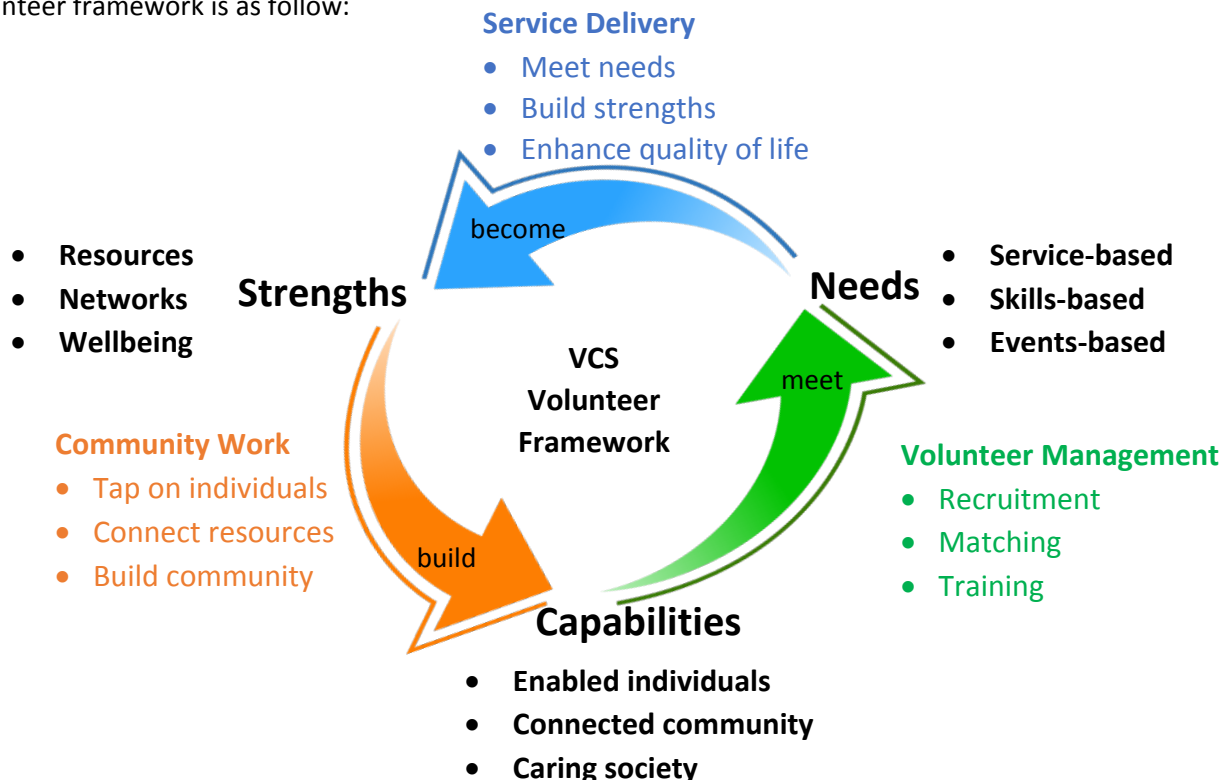 nteer framework is as follow:
Service Delivery
• Meet needs
• Build strengths
• Enhance quality of life
become
• Resources
• Networks
• Wellbeing
Strengths
Needs
• Service-based
• Skills-based
• Events-based
VCS
Volunteer
Framework
meet
Community Work
• Tap on individuals
• Connect resources
• Build community
build
Volunteer Management
• Recruitment
• Matching
• Training
Capabilities
• Enabled individuals
• Connected community
• Caring society